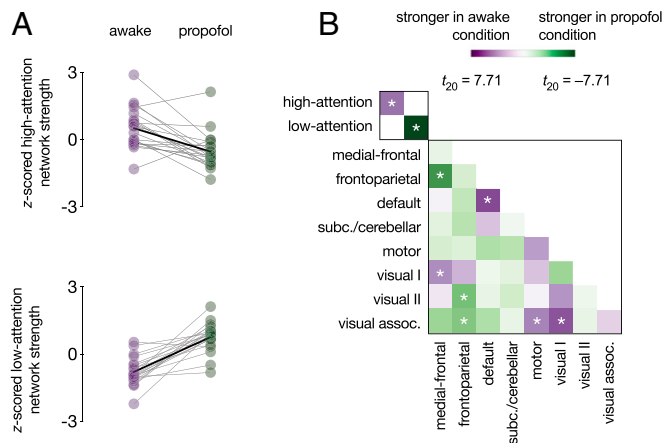 A
awake propofol
z-scored high-attention
network strength
3
0
-3
z-scored low-attention
network strength
3
0
-3
B
stronger in awake
condition
stronger in propofol
condition
t20 = 7.71
t20 = –7.71
high-attention *
low-attention *
medial-frontal
frontoparietal *
default *
subc./cerebellar
motor
visual I *
visual II *
visual assoc. * * *
medial-frontal
frontoparietal
default
subc./cerebellar
motor
visual I
visual II
visual assoc.